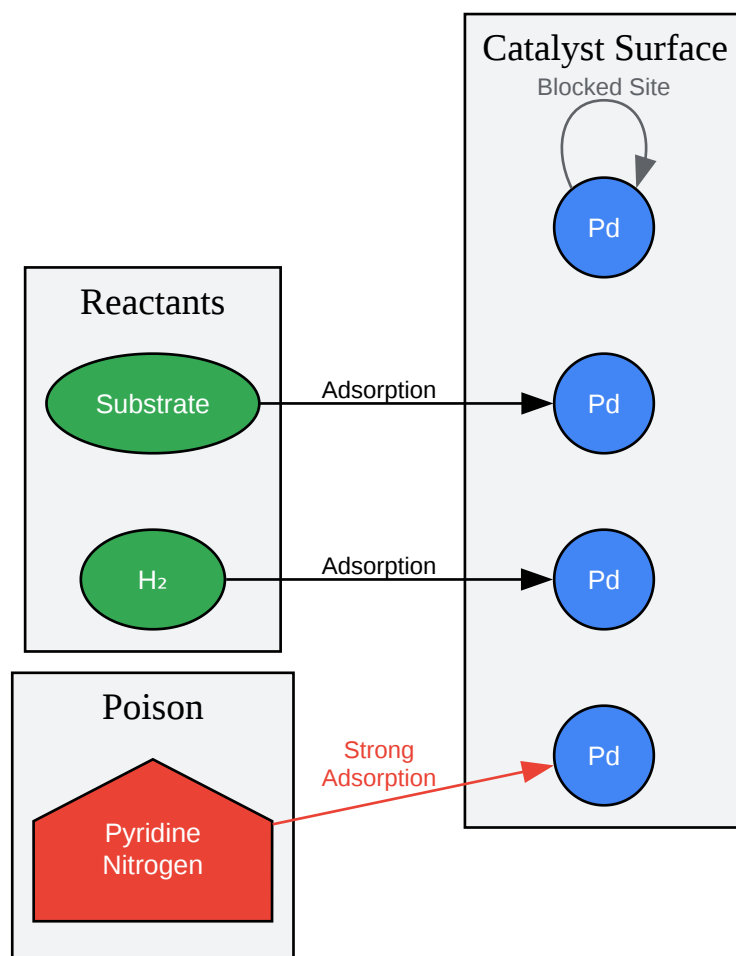 Catalyst Surface
Blocked Site
Pd
Reactants
Substrate
Adsorption
Pd
H₂
Adsorption
Pd
Poison
Strong
Adsorption
Pd
Pyridine
Nitrogen